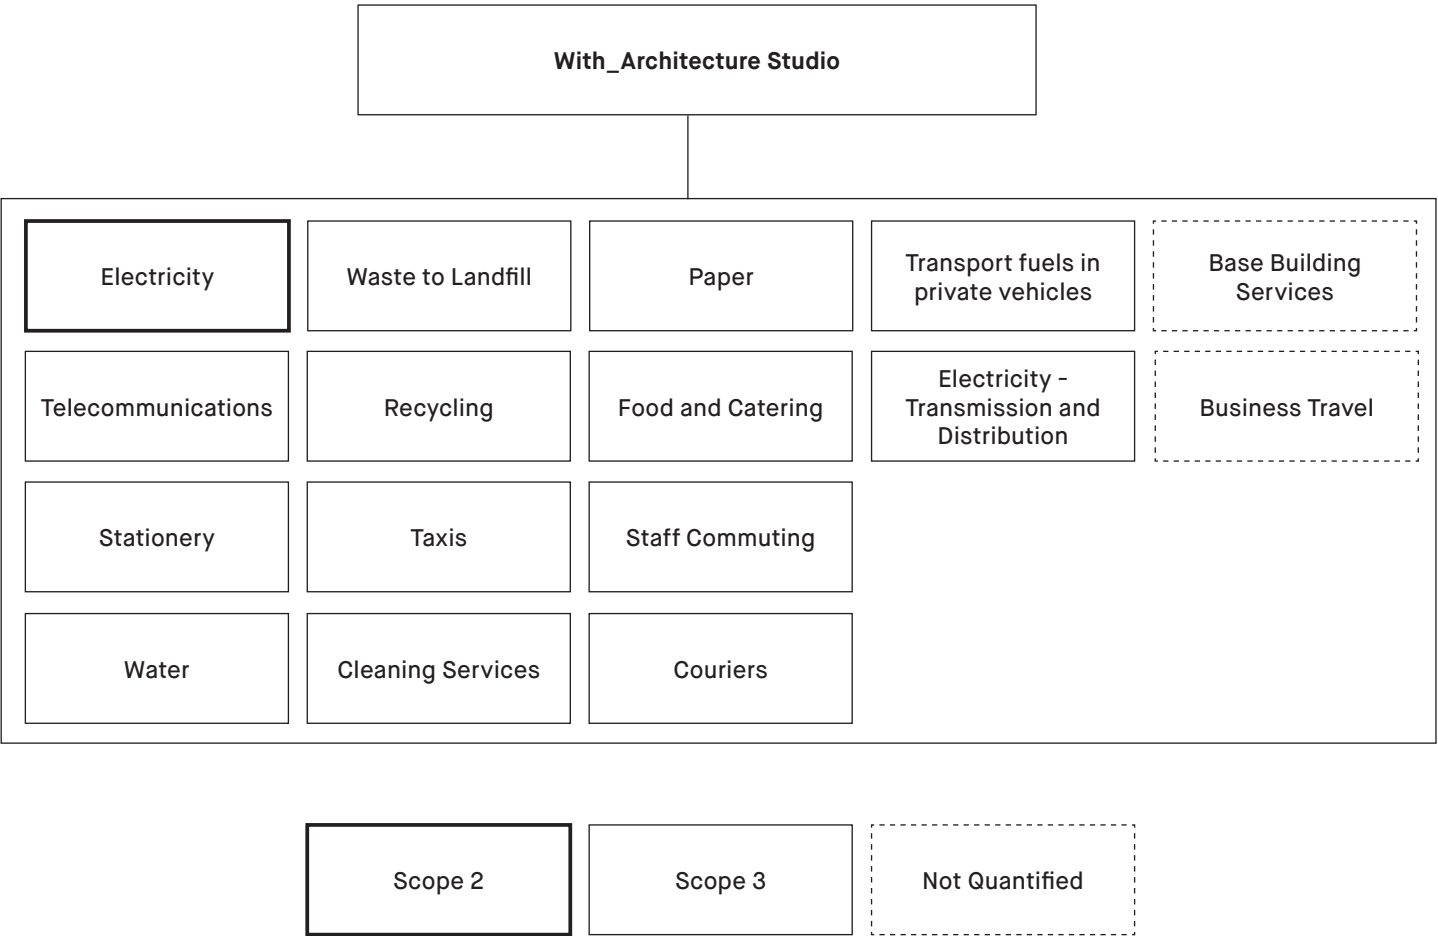 With_Architecture Studio
Electricity
Waste to Landfill
Paper
Transport fuels in
private vehicles
Base Building
Services
Telecommunications
Recycling
Food and Catering
Electricity -
Transmission and
Distribution
Business Travel
Stationery
Taxis
Staff Commuting
Water
Cleaning Services
Couriers
Scope 2
Scope 3
Not Quantified